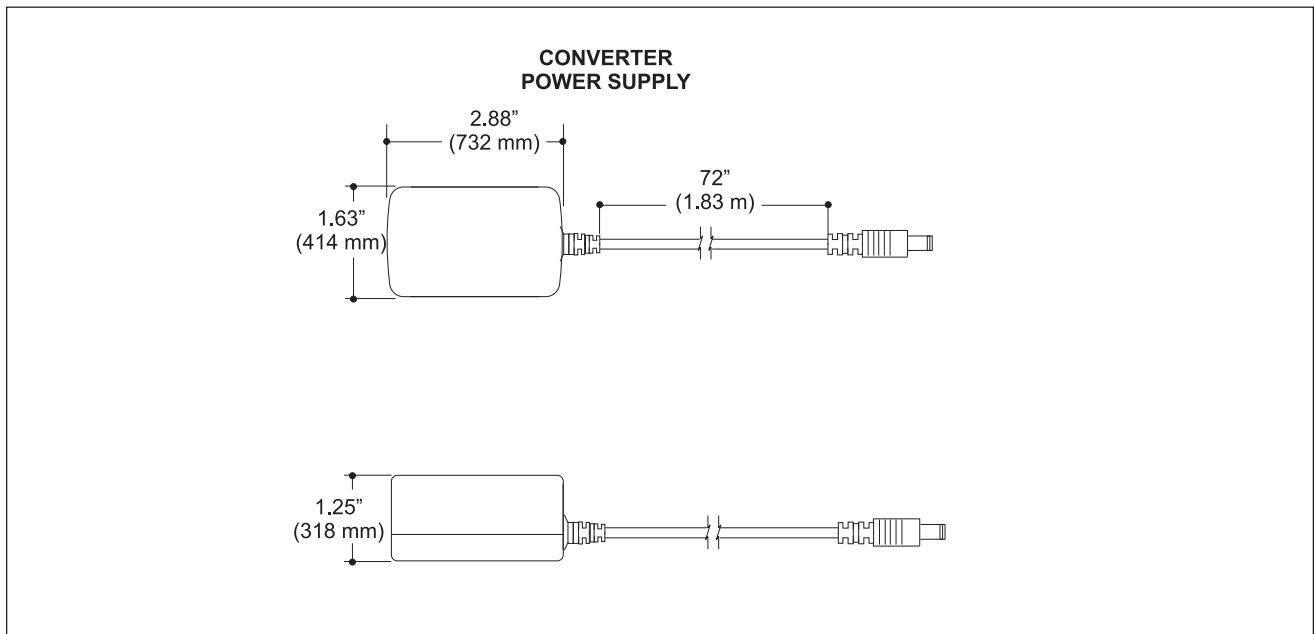 CONVERTER
POWER SUPPLY
2.88”
(732 mm)
72”
(1.83 m)
1.63”
(414 mm)
1.25”
(318 mm)